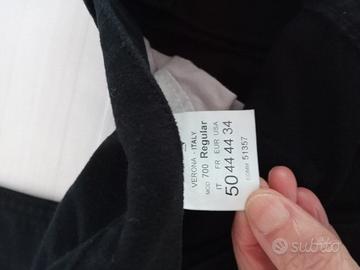 VERONA - ITALY
MOD 700 Regular
IT FR EUR USA
50 44 44 34
COMM. 51357
subito